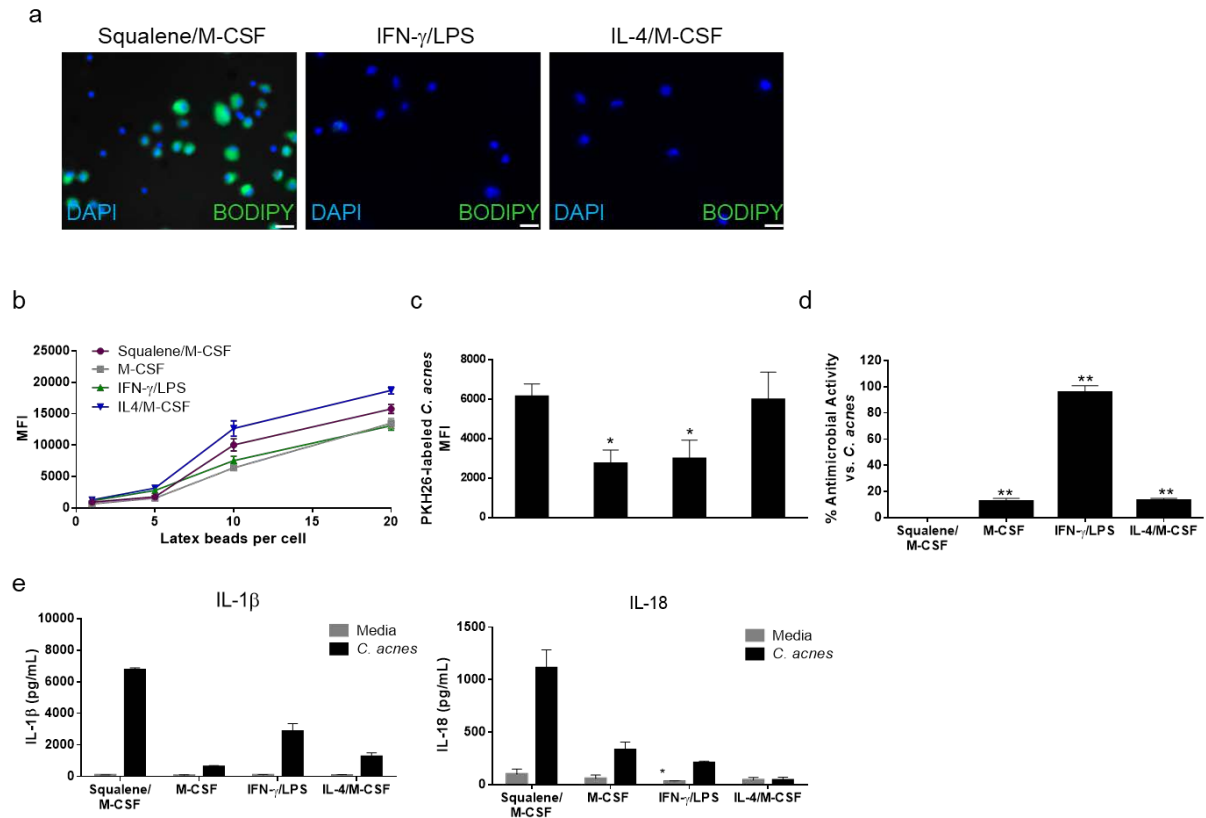 a
Squalene/M-CSF
IFN-γ/LPS
IL-4/M-CSF
DAPI
BODIPY
DAPI
BODIPY
DAPI
BODIPY
b
25000
20000
15000
10000
5000
0
MFI
0
5
10
15
20
Latex beads per cell
Squalene/M-CSF
M-CSF
IFN-γ/LPS
IL4/M-CSF
c
PKH26-labeled C. acnes
MFI
8000
6000
4000
2000
0
*
*
d
% Antimicrobial Activity
vs. C. acnes
120
100
80
60
40
20
0
**
**
**
Squalene/
M-CSF
M-CSF
IFN-γ/LPS
IL-4/M-CSF
e
IL-1β
IL-1β (pg/mL)
10000
8000
6000
4000
2000
0
Media
C. acnes
Squalene/
M-CSF
M-CSF
IFN-γ/LPS
IL-4/M-CSF
IL-18
IL-18 (pg/mL)
1500
1000
500
0
*
Media
C. acnes
Squalene/
M-CSF
M-CSF
IFN-γ/LPS
IL-4/M-CSF